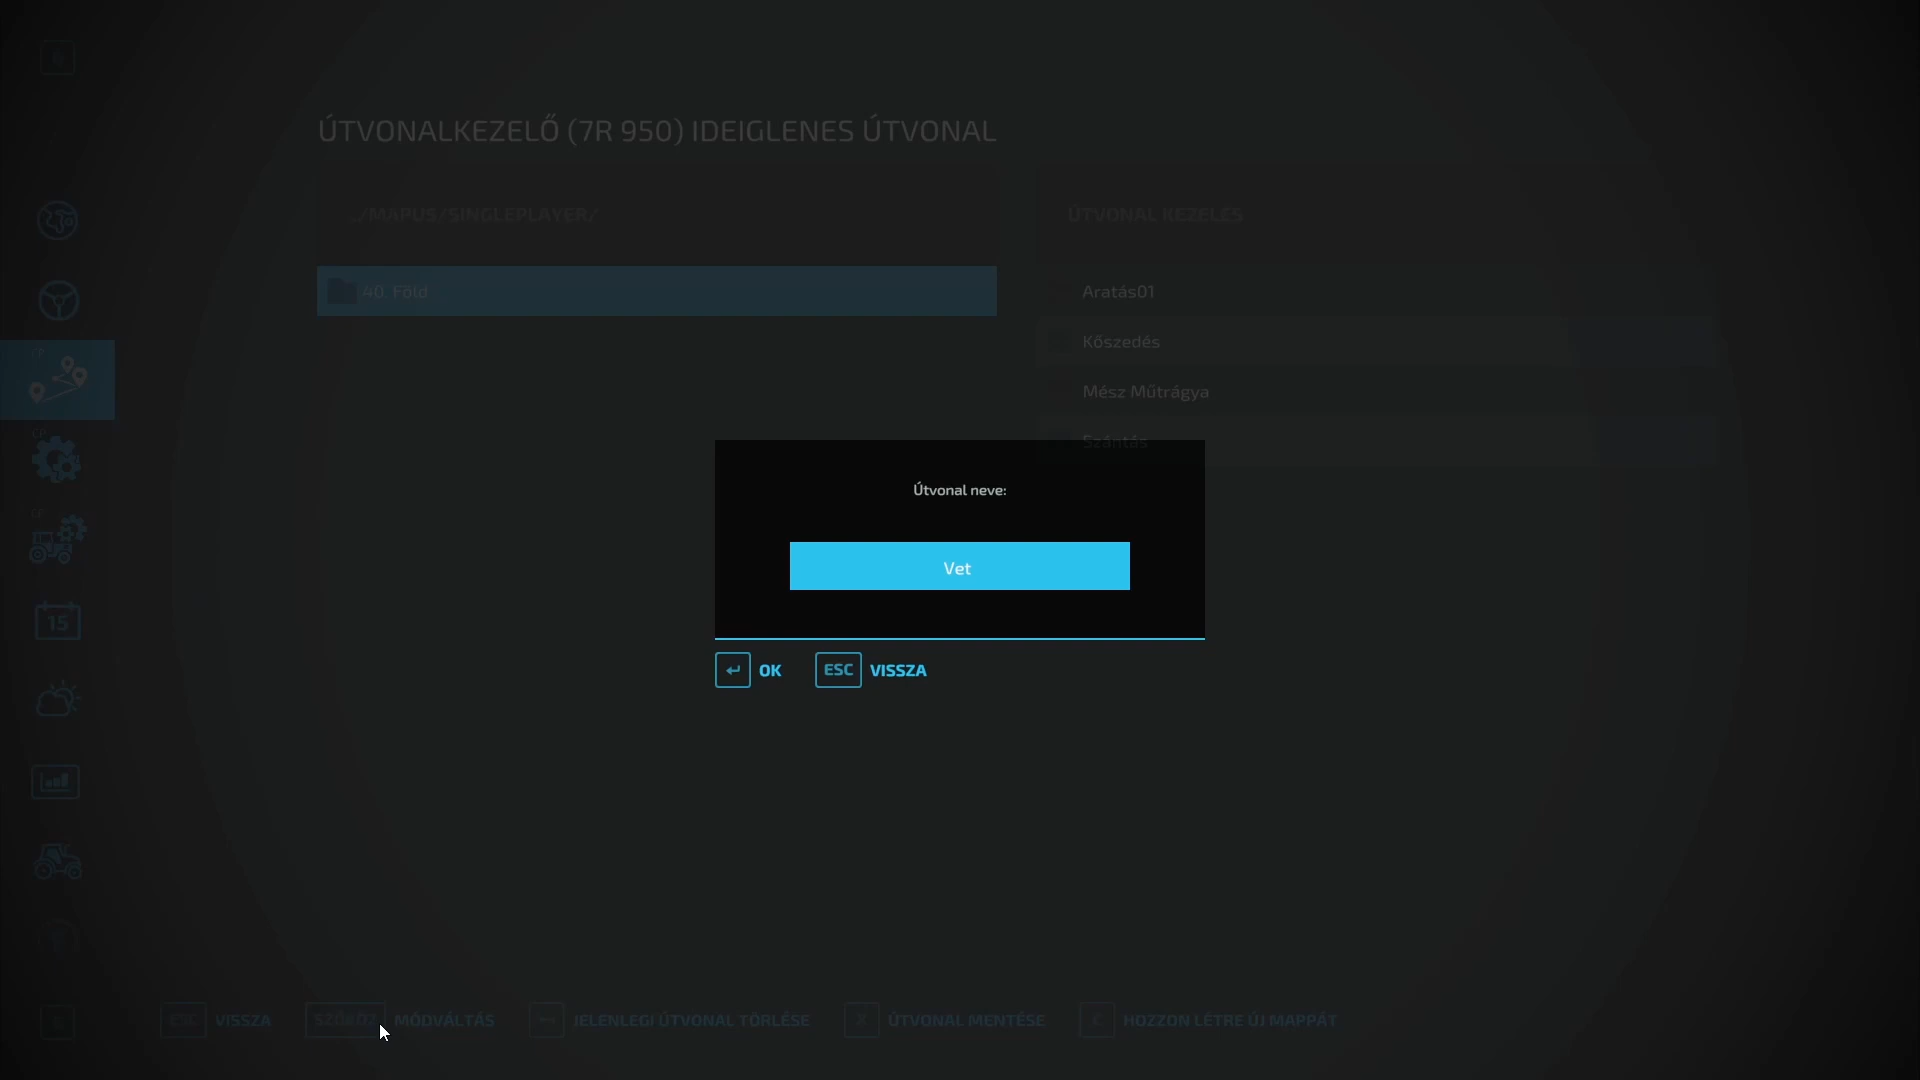 ÚTVONALKEZELŐ (7R 950) IDEIGLENES ÚTVONAL
../MAPUS/SINGLEPLAYER/
ÚTVONAL KEZELÉS
40. Föld
Aratás01
Kőszedés
Mész Műtrágya
Szántás
Útvonal neve:
Vet
OK
ESC VISSZA
15
ESC VISSZA
MÓDVÁLTÁS
JELENLEGI ÚTVONAL TÖRLÉSE
X ÚTVONAL MENTÉSE
HOZZON LÉTRE ÚJ MAPPÁT